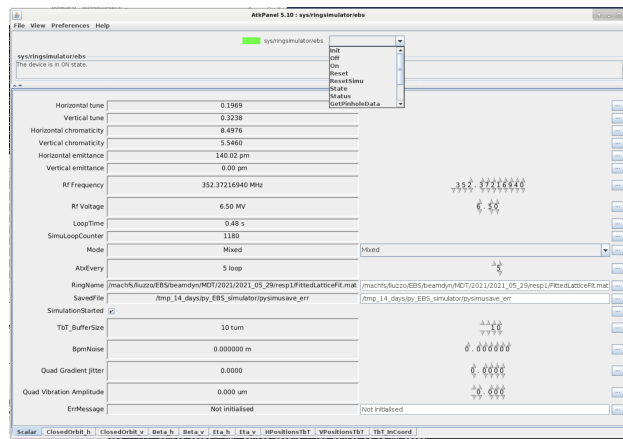 AtkPanel 5.10 : sys/ringsimulator/ebs
File View Preferences Help
sys/ringsimulator/ebs
Init
Off
On
Reset
ResetSimu
State
Status
GetPinholeData
sys/ringsimulator/ebs
The device is in ON state.
Horizontal tune 0.1969
Vertical tune 0.3238
Horizontal chromaticity 8.4976
Vertical chromaticity 5.5460
Horizontal emittance 140.02 pm
Vertical emittance 0.00 pm
Rf Frequency 352.37216940 MHz 352.37216940
Rf Voltage 6.50 MV 6.50
LoopTime 0.48 s
SimuLoopCounter 1180
Mode Mixed Mixed
AtxEvery 5 loop 5
RingName /machfs/liuzzo/EBS/beamdyn/MDT/2021/2021_05_29/resp1/FittedLatticeFit.mat /machfs/liuzzo/EBS/beamdyn/MDT/2021/2021_05_29/resp1/FittedLatticeFit.mat
SavedFile /tmp_14_days/py_EBS_simulator/pysimusave_err /tmp_14_days/py_EBS_simulator/pysimusave_err
SimulationStarted
TbT_BufferSize 10 turn 10
BpmNoise 0.000000 m 0.000000
Quad Gradient Jitter 0.0000 0.0000
Quad Vibration Amplitude 0.000 um 0.000
ErrMessage Not initialised Not initialised
Scalar ClosedOrbit_h ClosedOrbit_v Beta_h Beta_v Eta_h Eta_v HPositionsTbT VPositionsTbT TbT_InCoord